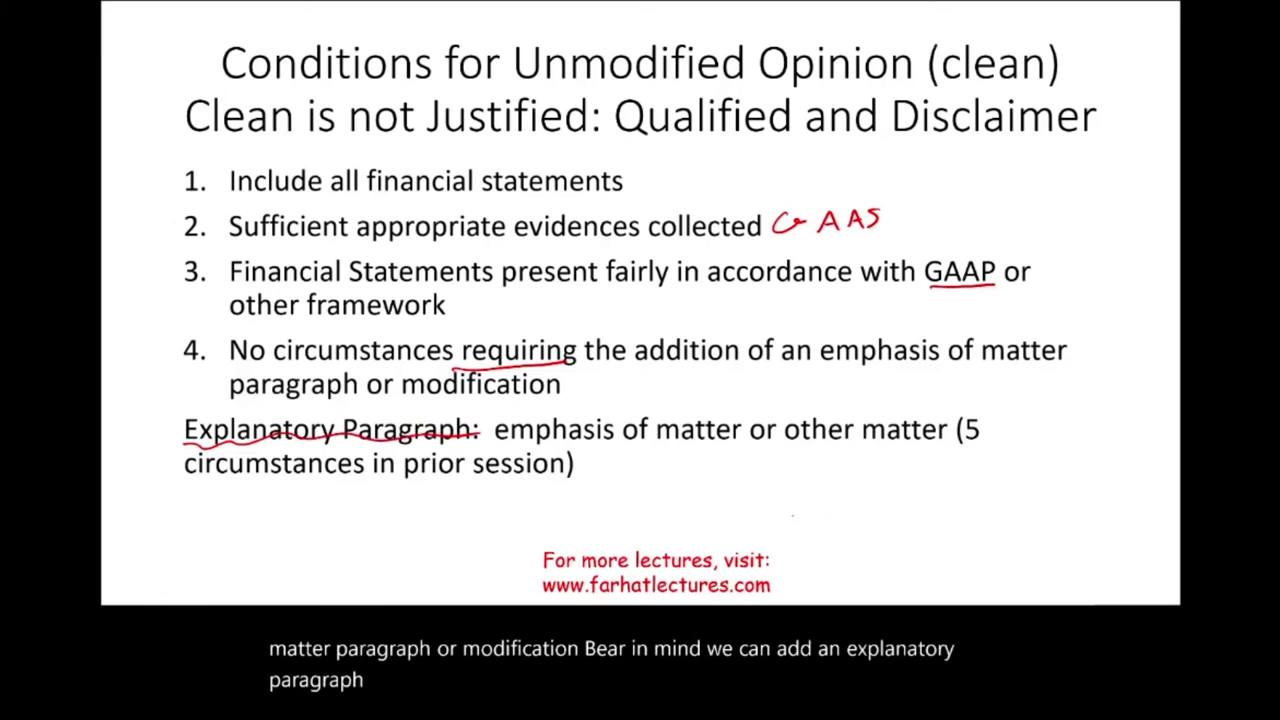 Conditions for Unmodified Opinion (clean)
Clean is not Justified: Qualified and Disclaimer
1. Include all financial statements
2. Sufficient appropriate evidences collected GAAS
3. Financial Statements present fairly in accordance with GAAP or
other framework
4. No circumstances requiring the addition of an emphasis of matter
paragraph or modification
Explanatory Paragraph: emphasis of matter or other matter (5
circumstances in prior session)
For more lectures, visit:
www.farhatlectures.com
matter paragraph or modification Bear in mind we can add an explanatory
paragraph